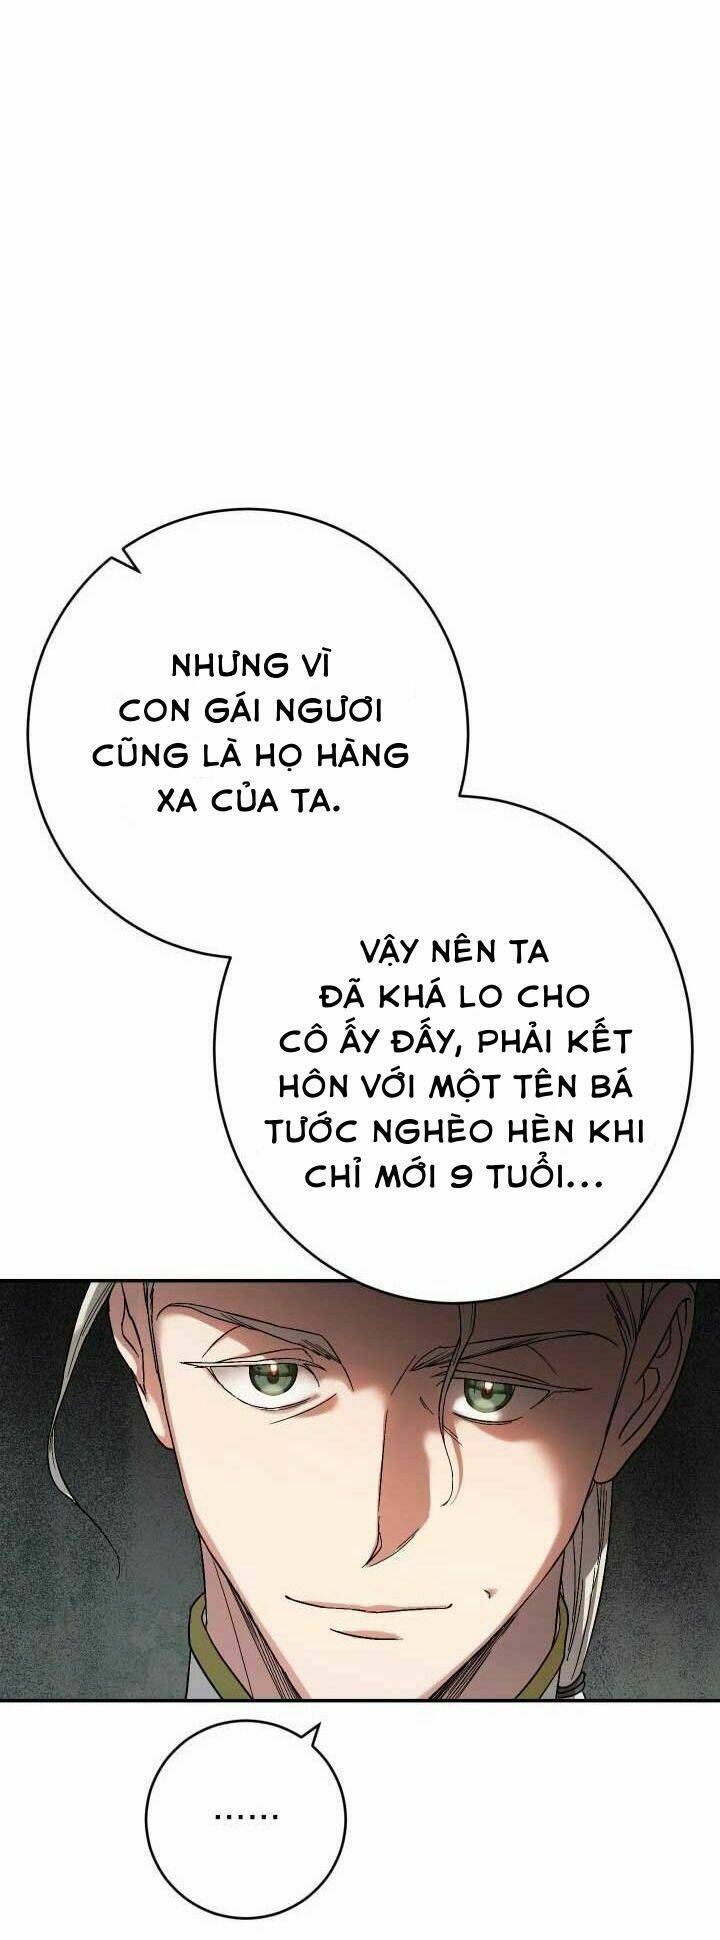 NHƯNG VÌ
CON GÁI NGƯƠI
CŨNG LÀ HỌ HÀNG
XA CỦA TA.
VẬY NÊN TA
ĐÃ KHÁ LO CHO
CÔ ẤY ĐẤY, PHẢI KẾT
HÔN VỚI MỘT TÊN BÁ
TƯỚC NGHÈO HÈN KHI
CHỈ MỚI 9 TUỔI...
......